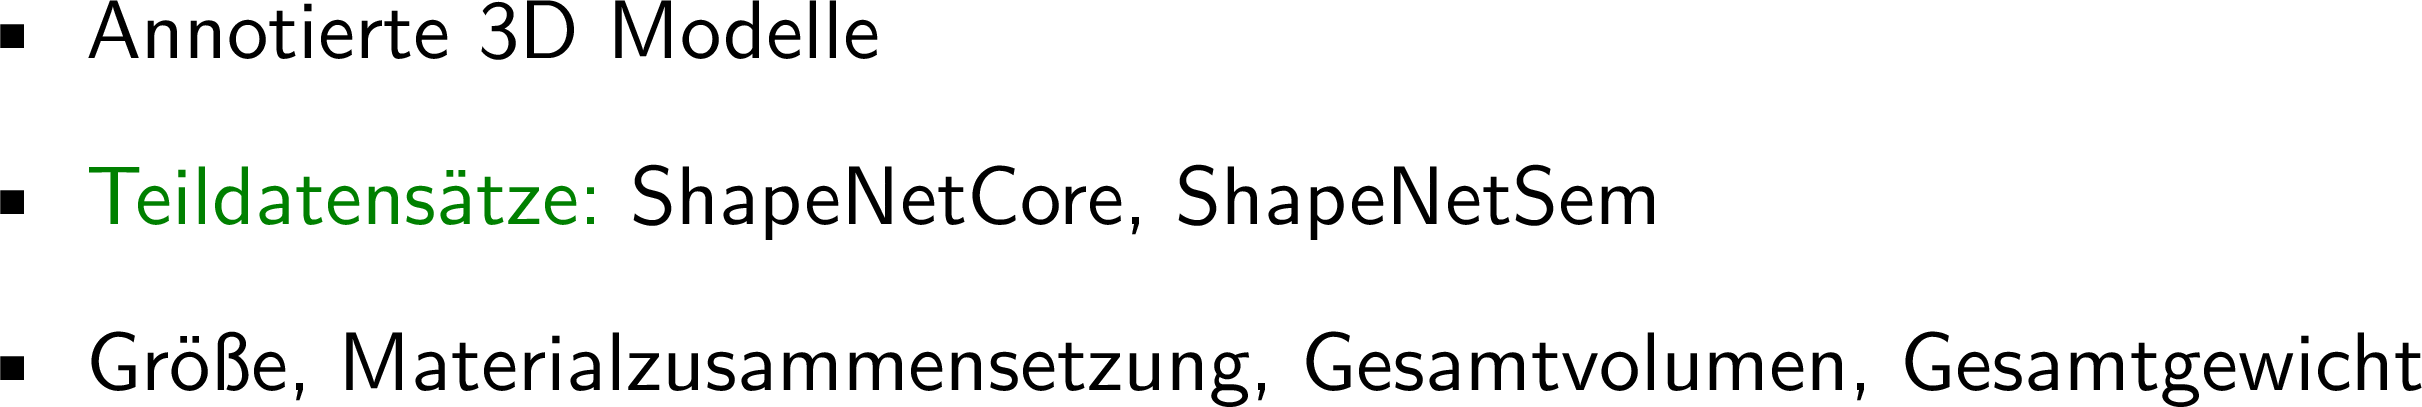 ▪ Annotierte 3D Modelle
▪ Teildatensätze: ShapeNetCore, ShapeNetSem
▪ Größe, Materialzusammensetzung, Gesamtvolumen, Gesamtgewicht